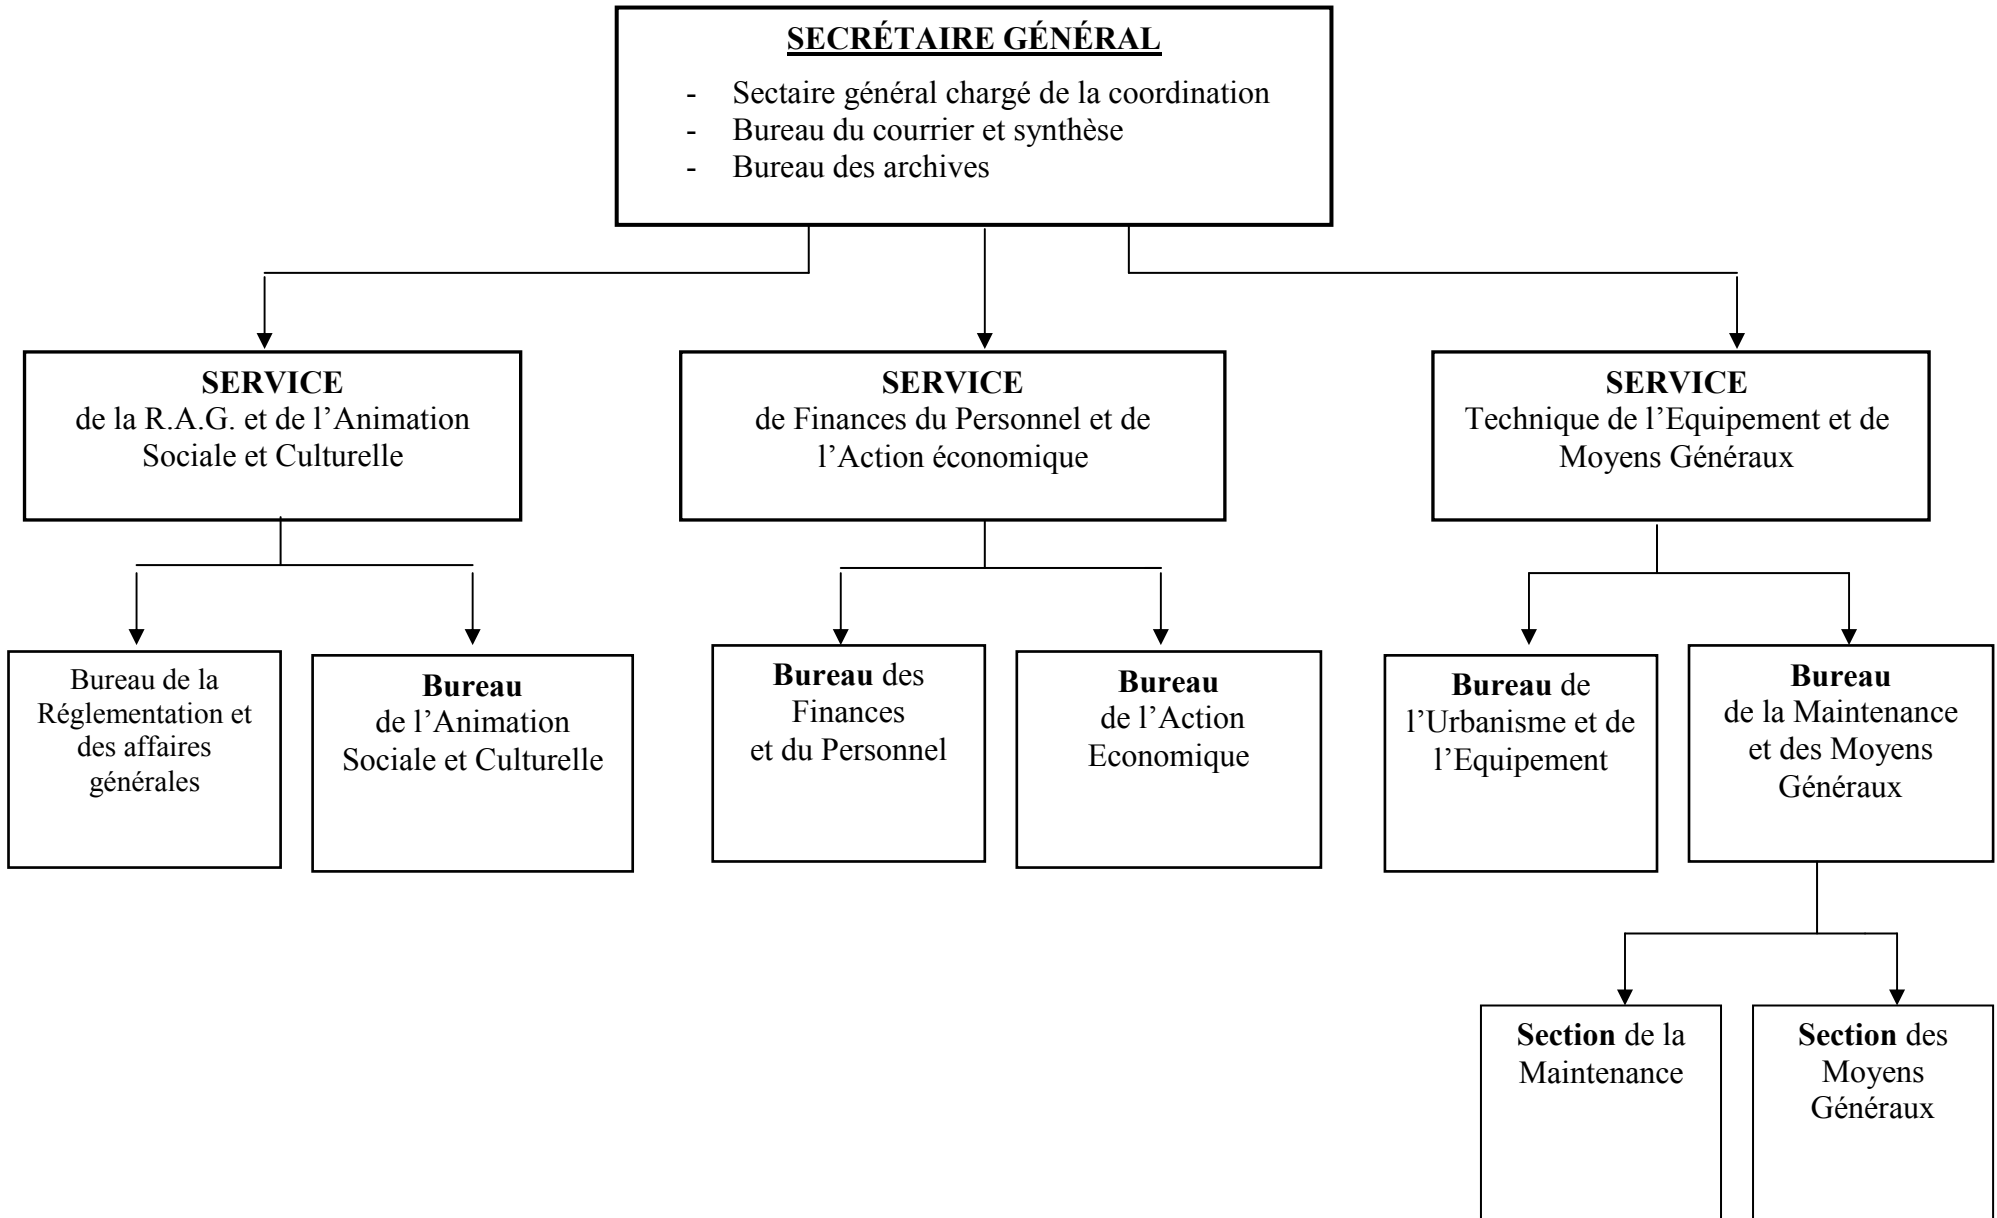 SECRÉTAIRE GÉNÉRAL
- Sectaire général chargé de la coordination
- Bureau du courrier et synthèse
- Bureau des archives
SERVICE
de la R.A.G. et de l’Animation
Sociale et Culturelle
SERVICE
de Finances du Personnel et de
l’Action économique
SERVICE
Technique de l’Equipement et de
Moyens Généraux
Bureau de la
Réglementation et
des affaires
générales
Bureau
de l’Animation
Sociale et Culturelle
Bureau des
Finances
et du Personnel
Bureau
de l’Action
Economique
Bureau de
l’Urbanisme et de
l’Equipement
Bureau
de la Maintenance
et des Moyens
Généraux
Section de la
Maintenance
Section des
Moyens
Généraux